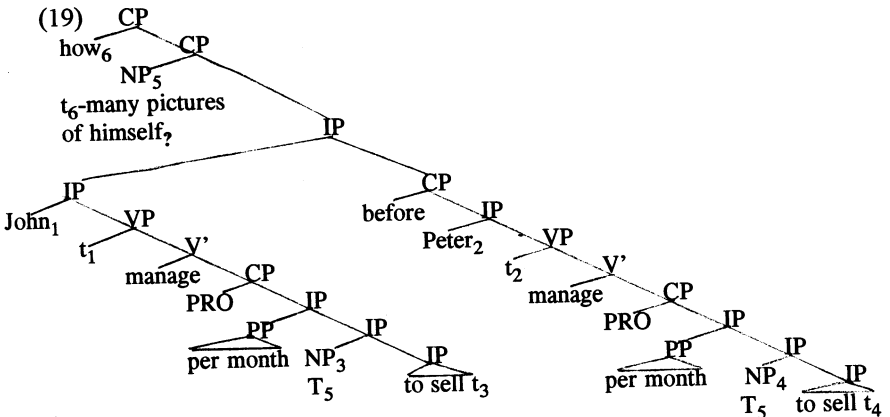 (19) CP
how6 CP
NP5
t6-many pictures
of himself?
IP
IP CP
John1 VP before IP
t1 V' Peter2 VP
manage CP t2 V'
PRO IP manage CP
PP IP PRO IP
per month NP3 IP PP IP
T5 to sell t3 per month NP4 IP
T5 to sell t4